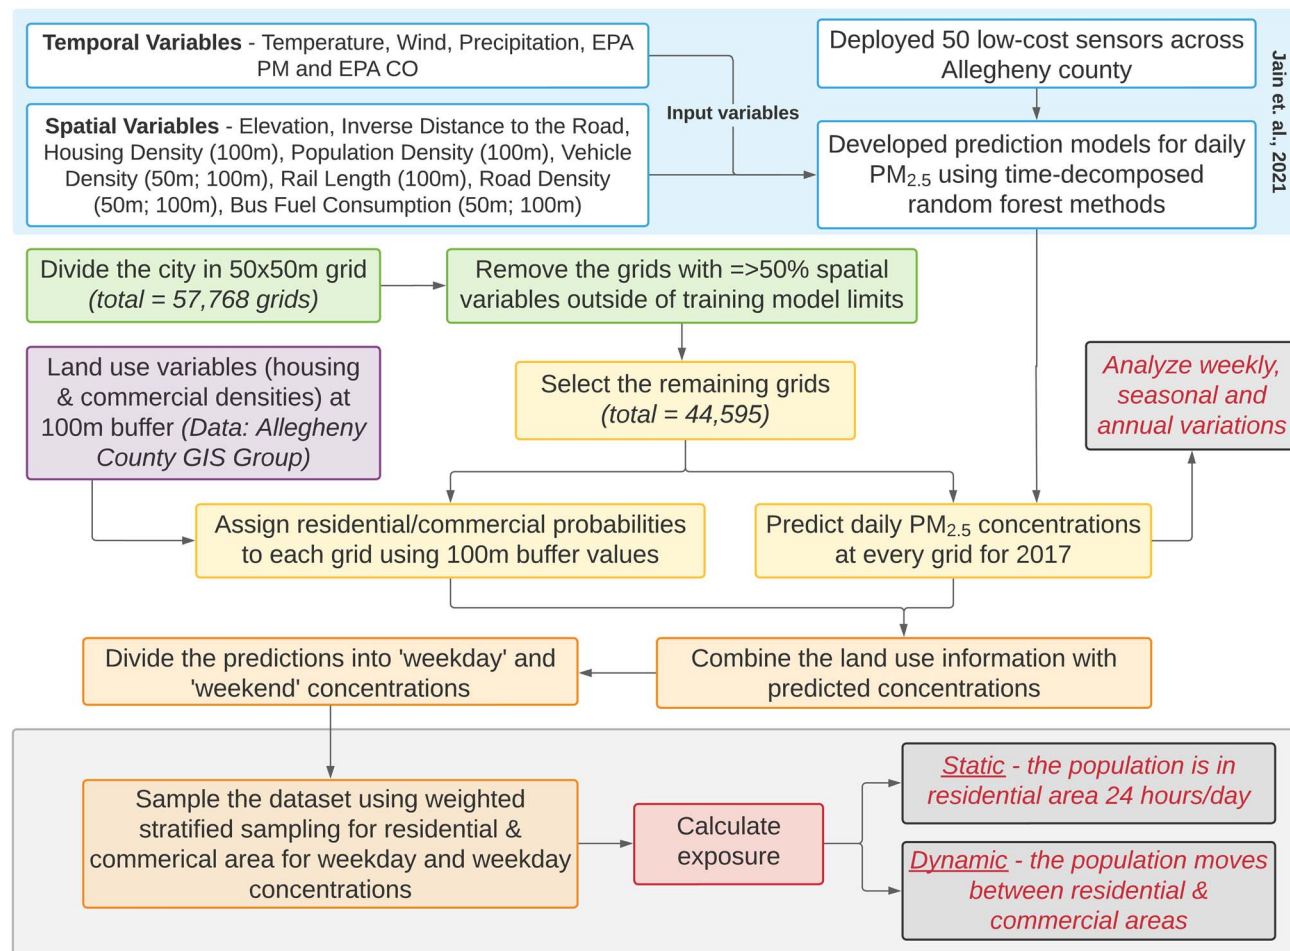 Temporal Variables - Temperature, Wind, Precipitation, EPA
PM and EPA CO
Deployed 50 low-cost sensors across
Allegheny county
Jain et. al., 2021
Input variables
Spatial Variables - Elevation, Inverse Distance to the Road,
Housing Density (100m), Population Density (100m), Vehicle
Density (50m; 100m), Rail Length (100m), Road Density
(50m; 100m), Bus Fuel Consumption (50m; 100m)
Developed prediction models for daily
PM2.5 using time-decomposed
random forest methods
Divide the city in 50x50m grid
(total = 57,768 grids)
Remove the grids with =>50% spatial
variables outside of training model limits
Land use variables (housing
& commercial densities) at
100m buffer (Data: Allegheny
County GIS Group)
Select the remaining grids
(total = 44,595)
Analyze weekly,
seasonal and
annual variations
Assign residential/commercial probabilities
to each grid using 100m buffer values
Predict daily PM2.5 concentrations
at every grid for 2017
Divide the predictions into 'weekday' and
'weekend' concentrations
Combine the land use information with
predicted concentrations
Sample the dataset using weighted
stratified sampling for residential &
commerical area for weekday and weekday
concentrations
Calculate
exposure
Static - the population is in
residential area 24 hours/day
Dynamic - the population moves
between residential &
commercial areas